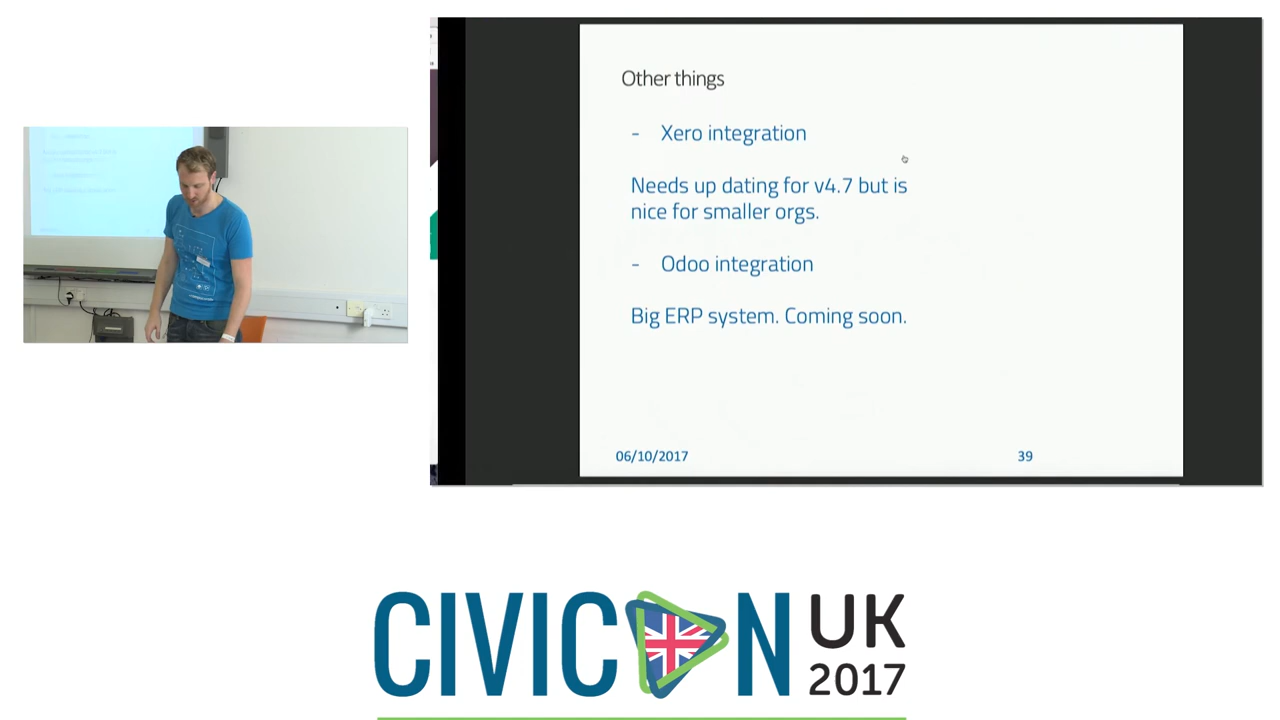 Other things
- Xero integration
Needs up dating for v4.7 but is
nice for smaller orgs.
- Odoo integration
Big ERP system. Coming soon.
06/10/2017
39
CIVICON UK
2017